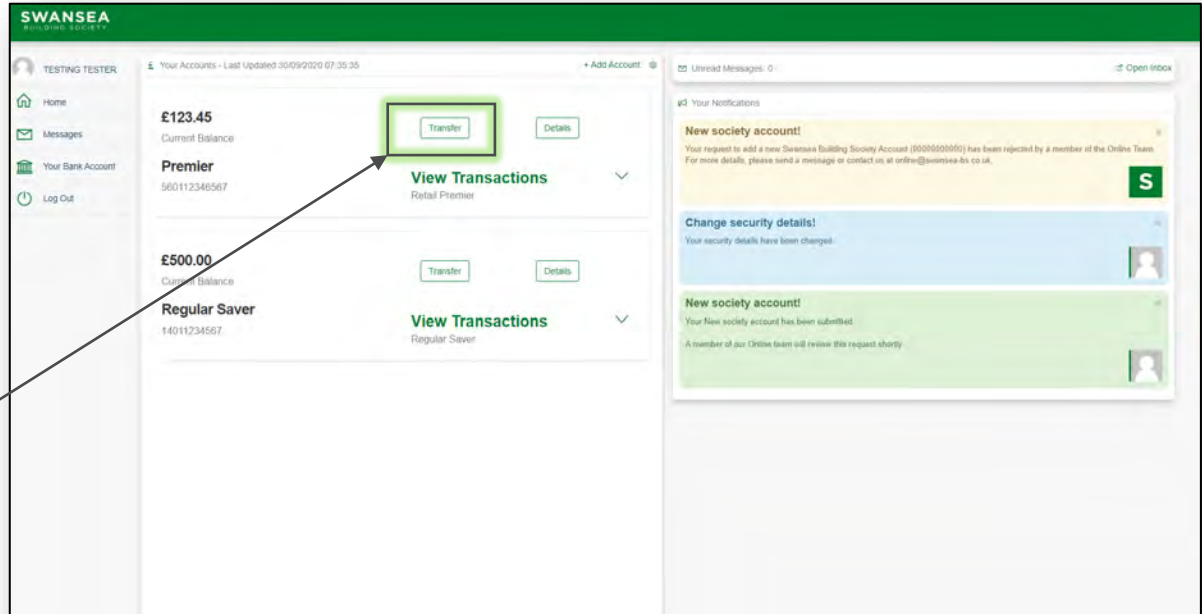 SWANSEA
BUILDING SOCIETY
TESTING TESTER
Home
Messages
Your Bank Account
Log Out
£ Your Accounts - Last Updated 30/09/2020 07:35:35
+ Add Account
£123.45
Current Balance
Transfer
Details
Premier
560112346567
View Transactions
Retail Premier
£500.00
Current Balance
Transfer
Details
Regular Saver
14011234567
View Transactions
Regular Saver
Unread Messages: 0
Open Inbox
Your Notifications
New society account!
Your request to add a new Swansea Building Society Account (00000000000) has been rejected by a member of the Online Team.
For more details, please send a message or contact us at online@swansea-bs.co.uk.
S
Change security details!
Your security details have been changed.
New society account!
Your New society account has been submitted.
A member of our Online team will review this request shortly